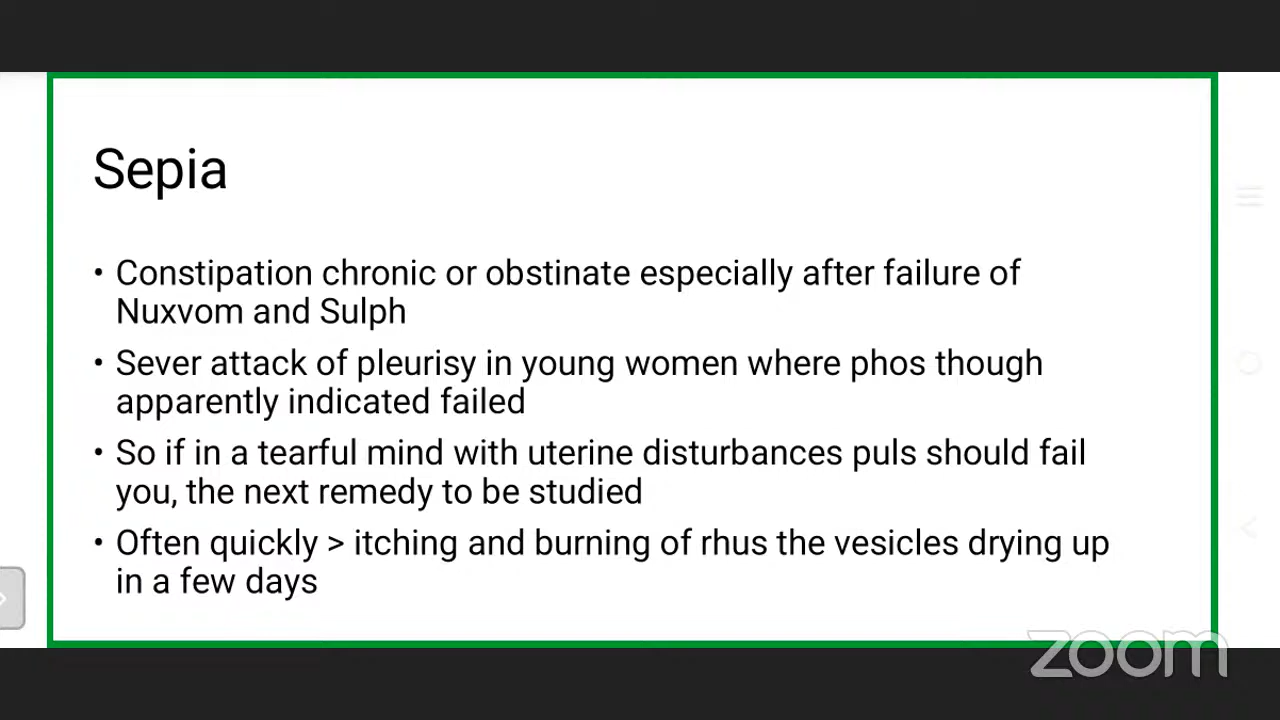 Sepia
• Constipation chronic or obstinate especially after failure of
Nuxvom and Sulph
• Sever attack of pleurisy in young women where phos though
apparently indicated failed
• So if in a tearful mind with uterine disturbances puls should fail
you, the next remedy to be studied
• Often quickly > itching and burning of rhus the vesicles drying up
in a few days
zoom